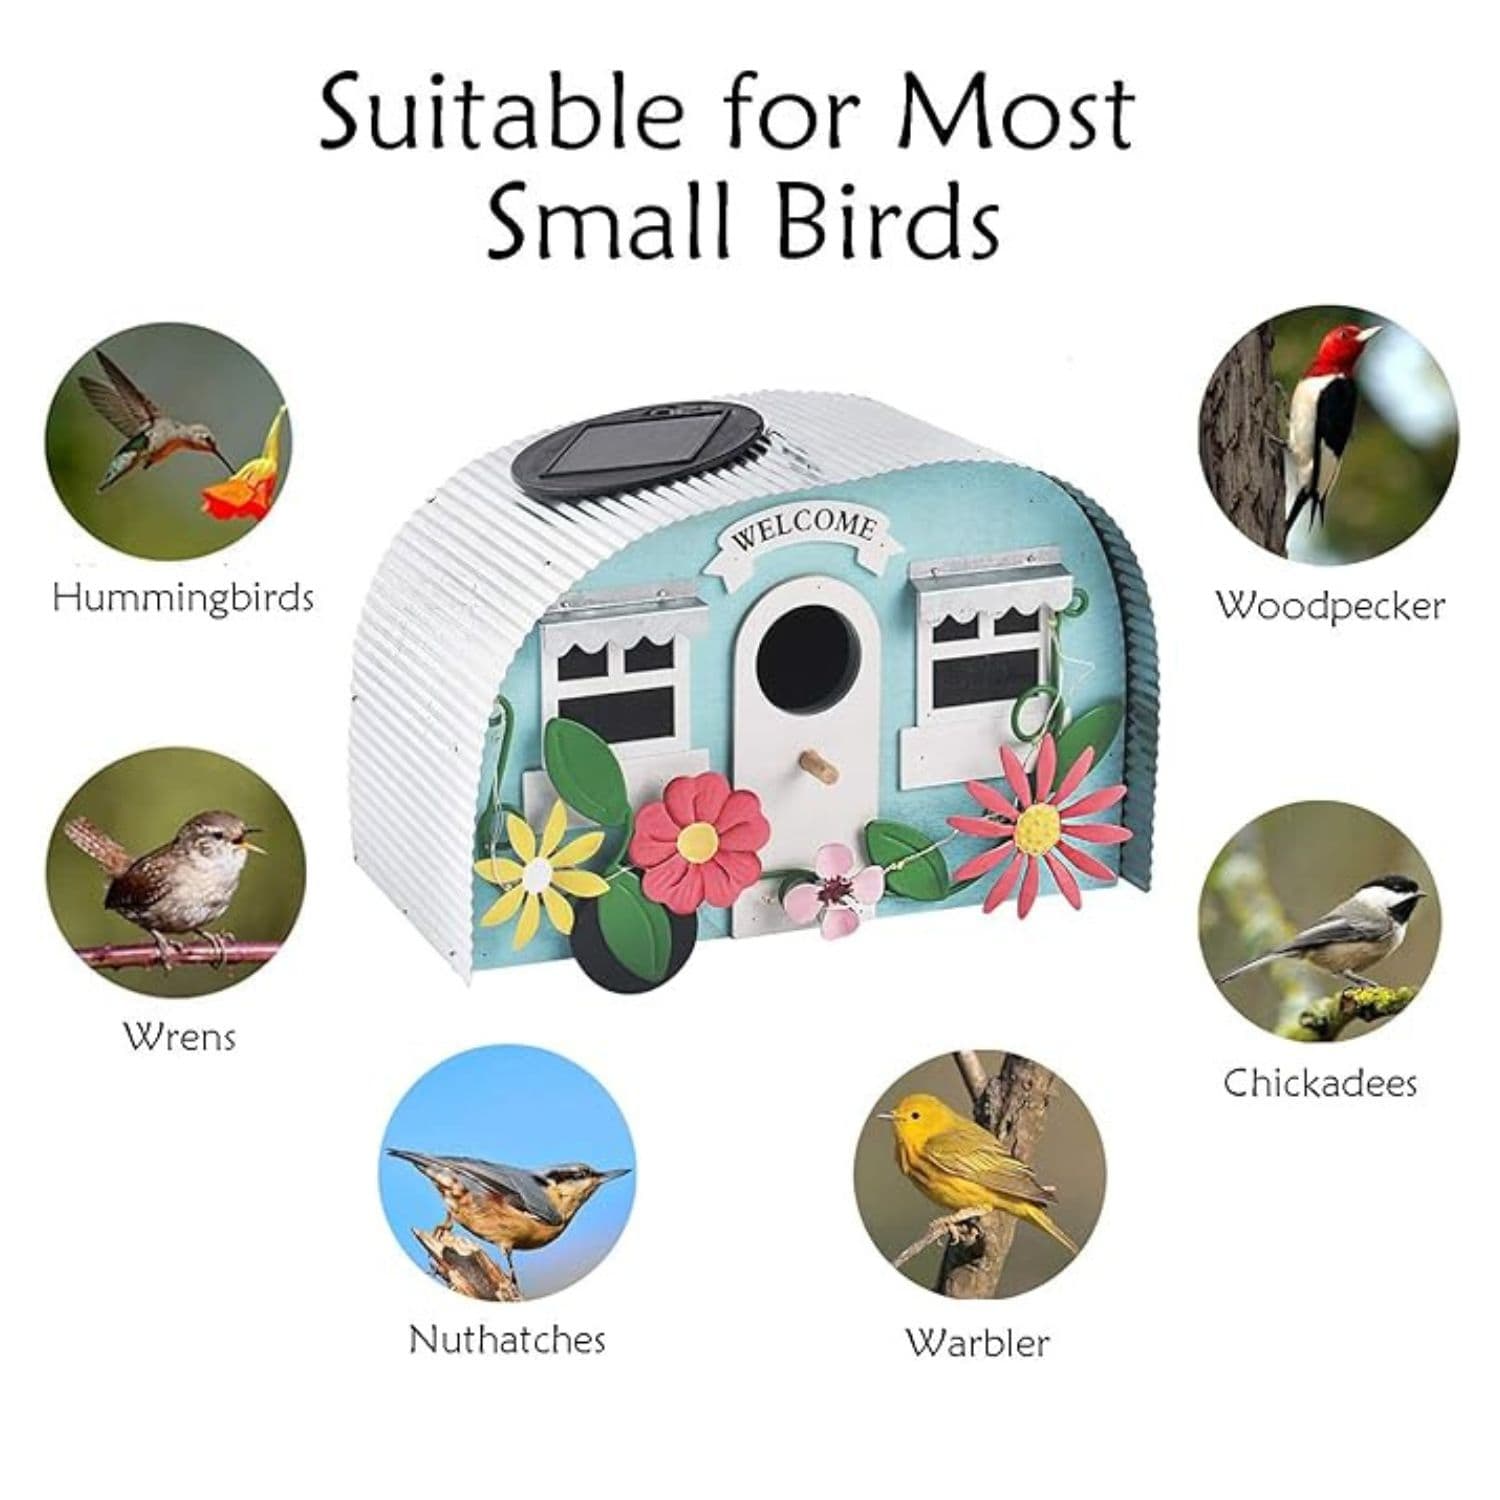 Suitable for Most
Small Birds
WELCOME
Hummingbirds
Woodpecker
Wrens
Chickadees
Nuthatches
Warbler